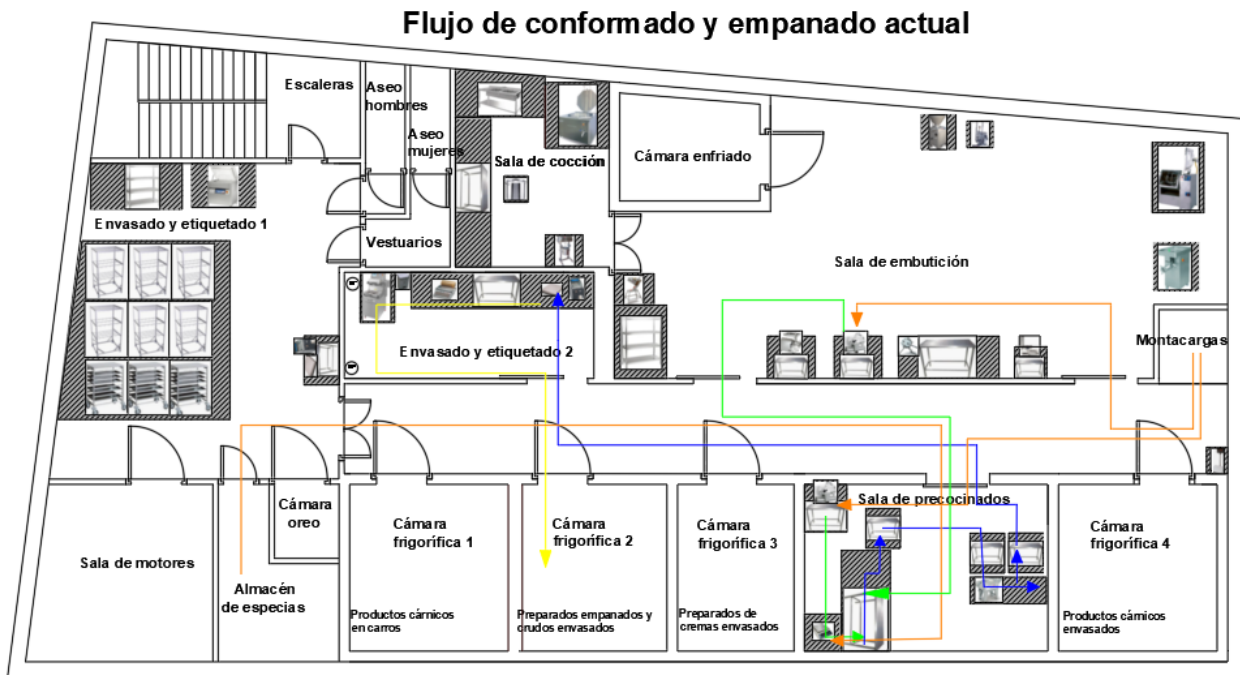 Flujo de conformado y empanado actual
Escaleras
Aseo
hombres
Aseo
mujeres
Sala de cocción
Cámara enfriado
Envasado y etiquetado 1
Vestuarios
Sala de embutición
Envasado y etiquetado 2
Montacargas
Sala de precocinados
Cámara
oreo
Cámara
frigorífica 1
Cámara
frigorífica 2
Cámara
frigorífica 3
Cámara
frigorífica 4
Sala de motores
Almacén
de especias
Productos cárnicos
en carros
Preparados empanados y
crudos envasados
Preparados de
cremas envasados
Productos cárnicos
envasados